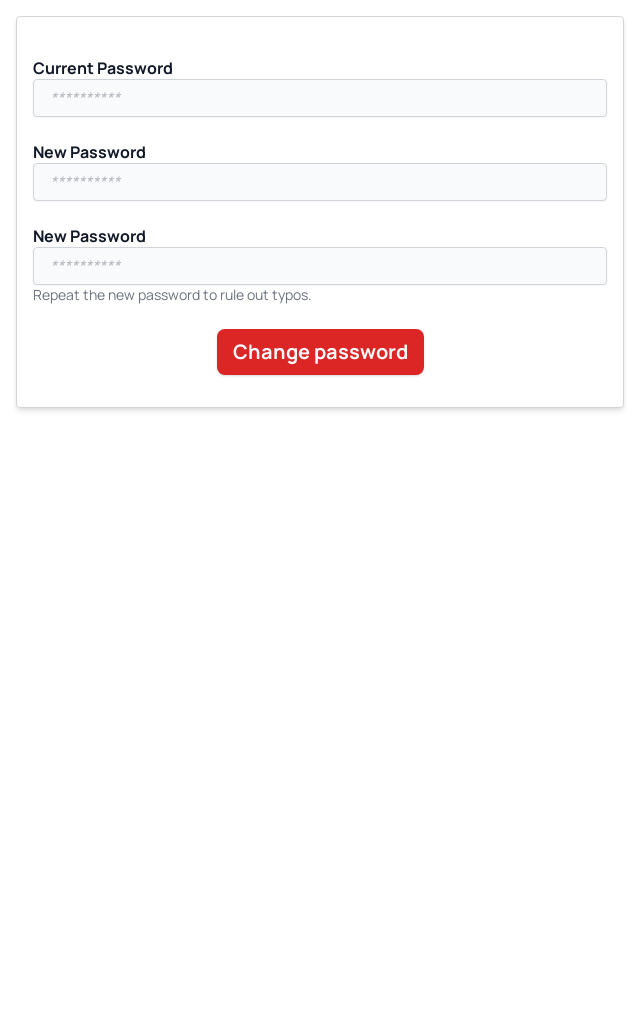 Current Password
**********
New Password
**********
New Password
**********
Repeat the new password to rule out typos.
Change password